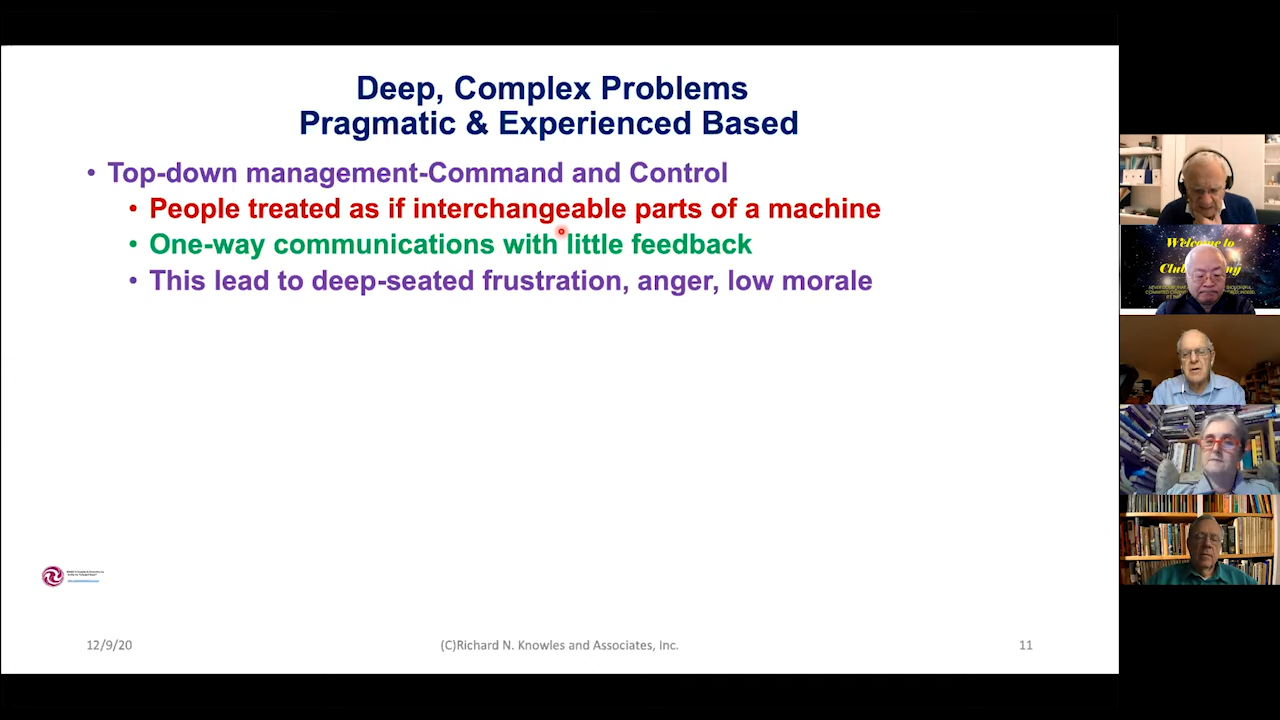 Deep, Complex Problems
Pragmatic & Experienced Based
• Top-down management-Command and Control
• People treated as if interchangeable parts of a machine
• One-way communications with little feedback
• This lead to deep-seated frustration, anger, low morale
12/9/20
(C)Richard N. Knowles and Associates, Inc.
11
Welcome to